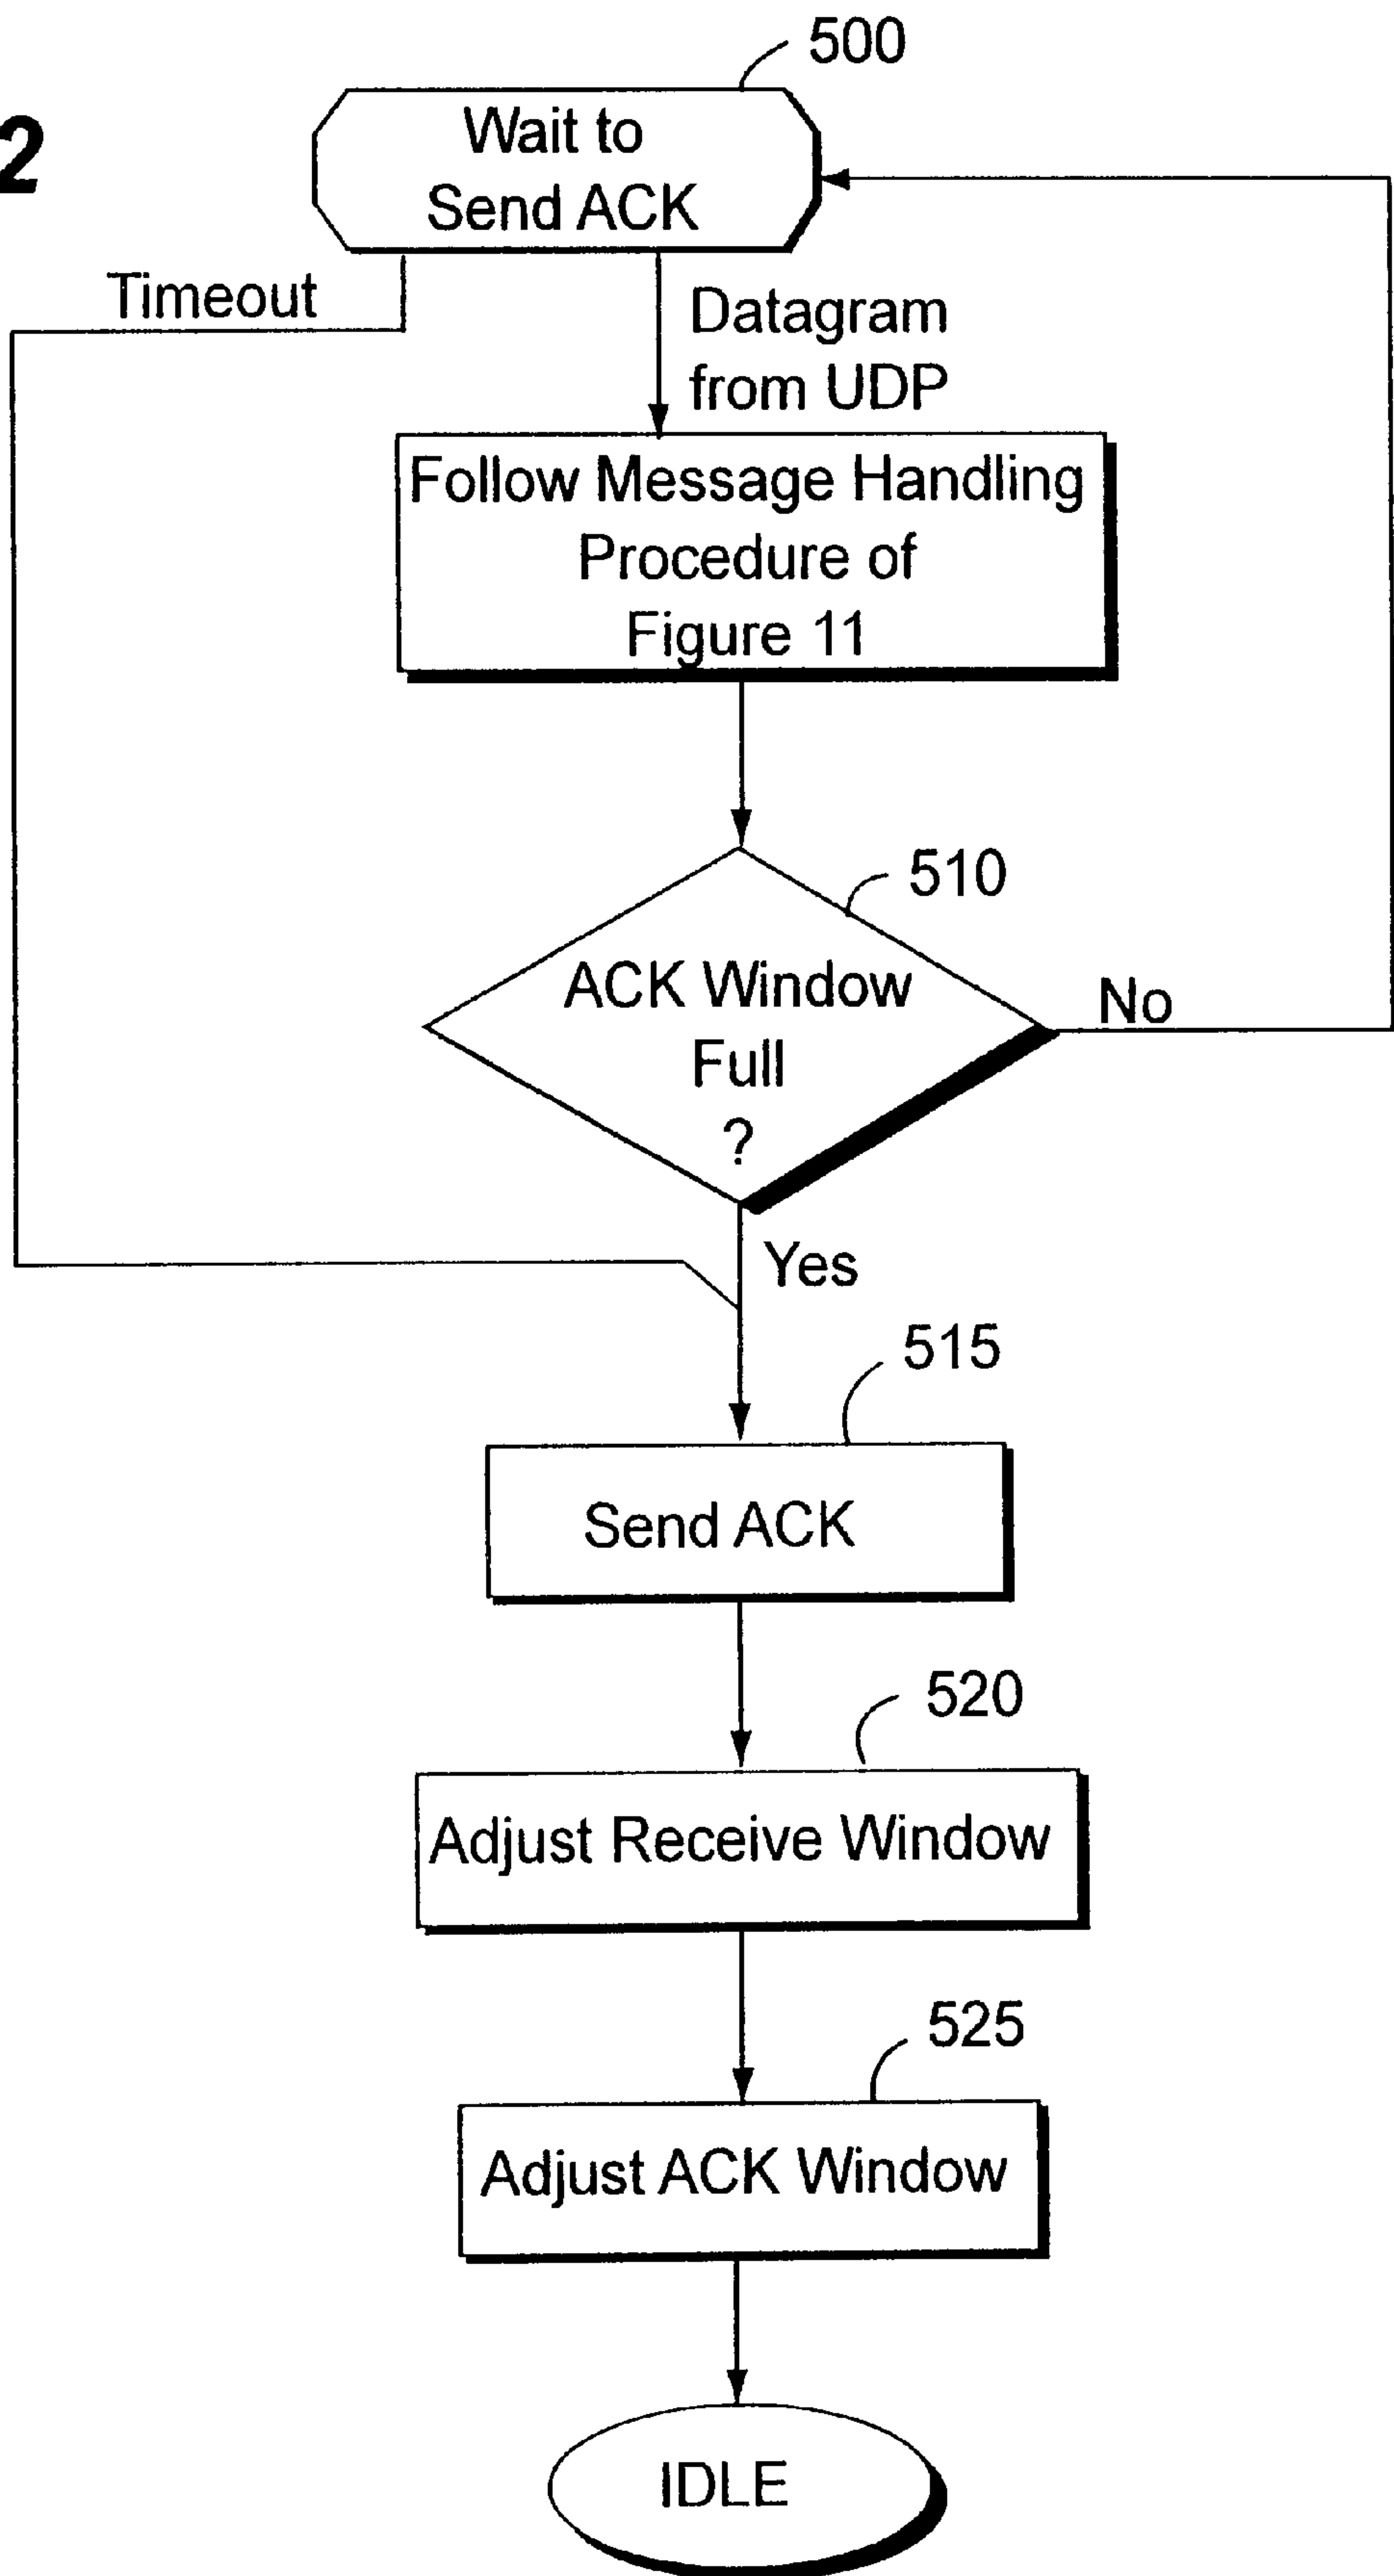 2
500
Wait to
Send ACK
Timeout
Datagram
from UDP
Follow Message Handling
Procedure of
Figure 11
510
ACK Window
Full
?
No
Yes
515
Send ACK
520
Adjust Receive Window
525
Adjust ACK Window
IDLE